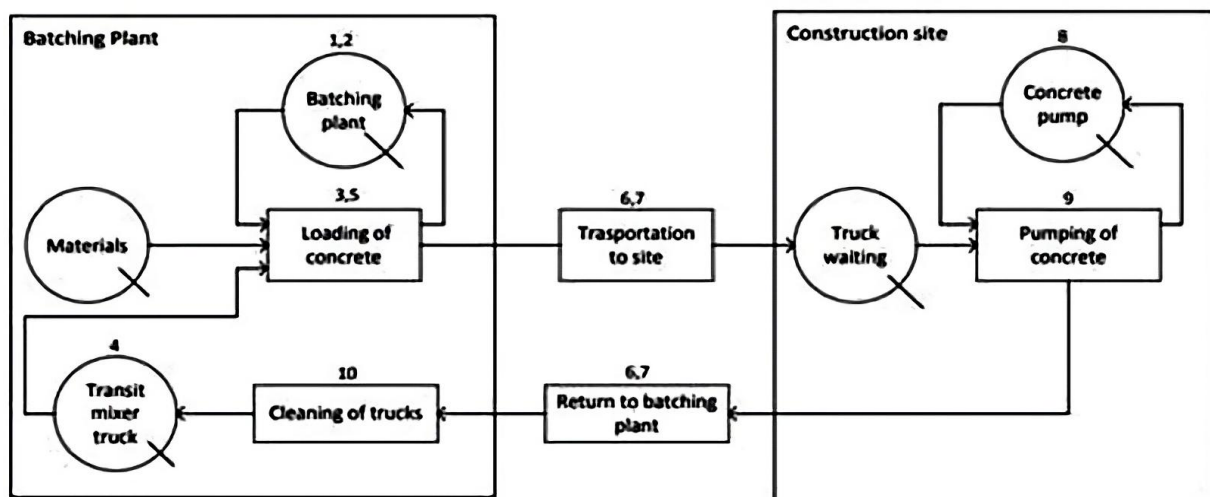 Batching Plant
1,2
Batching
plant
Materials
3,5
Loading of
concrete
4
Transit
mixer
truck
10
Cleaning of trucks
6,7
Trasportation
to site
6,7
Return to batching
plant
Construction site
8
Concrete
pump
Truck
waiting
9
Pumping of
concrete